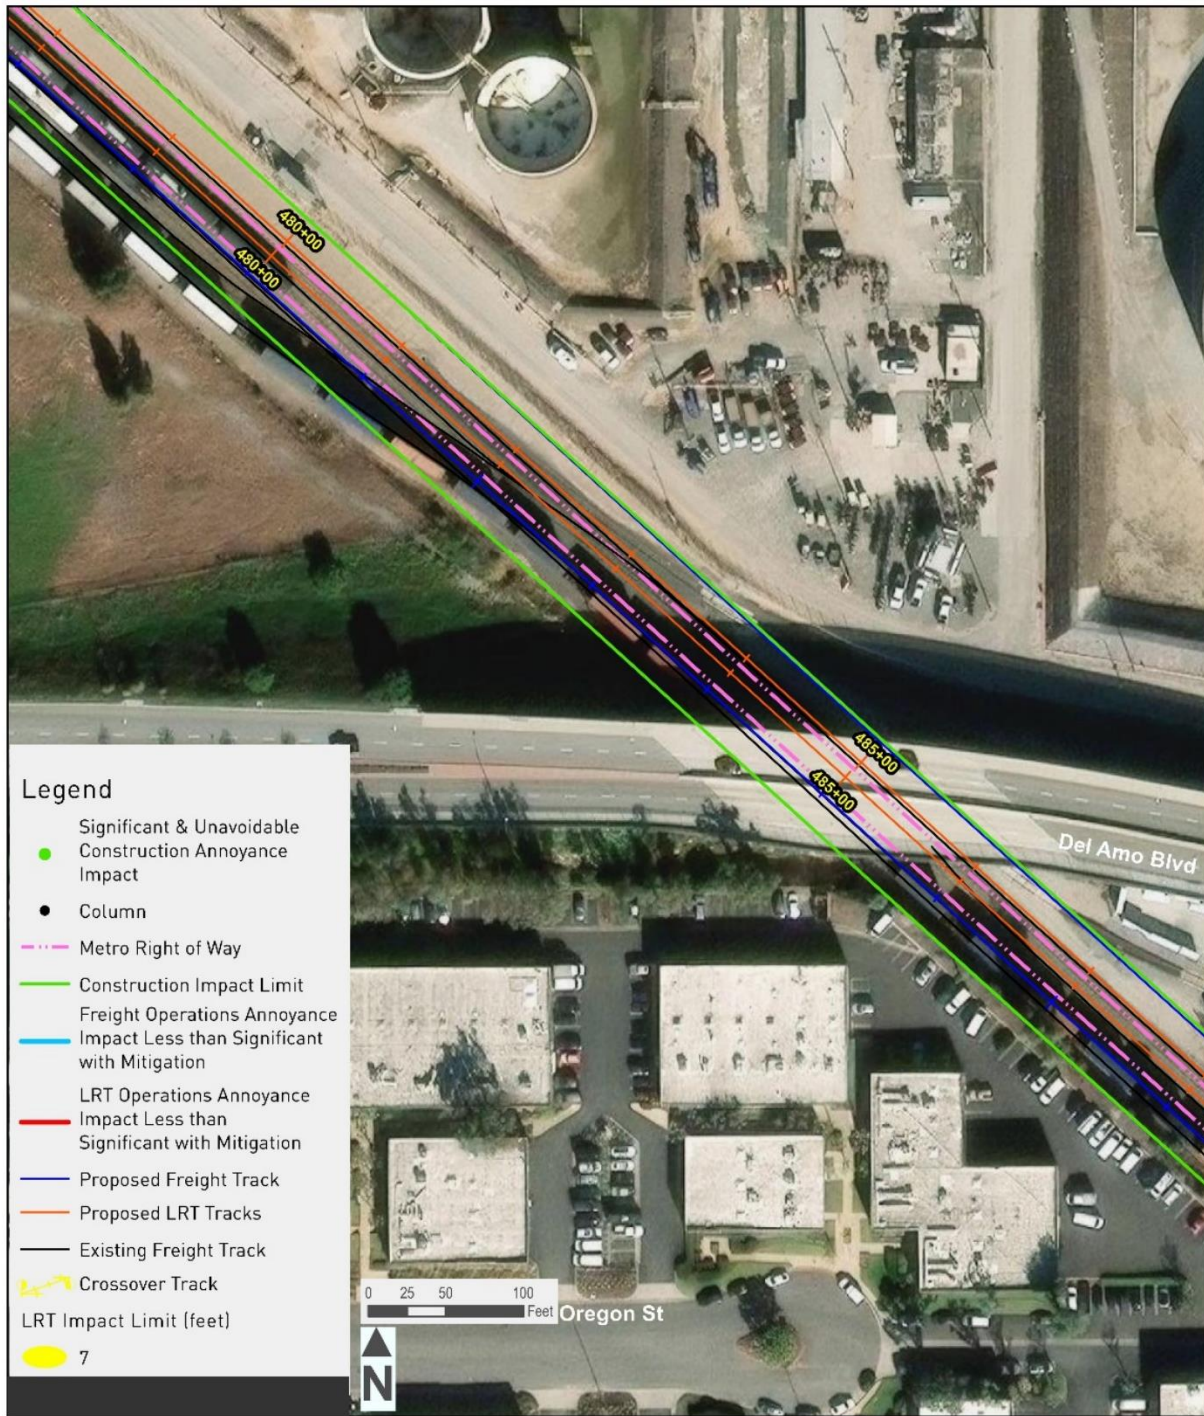 480+00
480+00
485+00
485+00
Del Amo Blvd
Legend
Significant & Unavoidable
Construction Annoyance
Impact
Column
Metro Right of Way
Construction Impact Limit
Freight Operations Annoyance
Impact Less than Significant
with Mitigation
LRT Operations Annoyance
Impact Less than
Significant with Mitigation
Proposed Freight Track
Proposed LRT Tracks
Existing Freight Track
Crossover Track
LRT Impact Limit (feet)
7
0 25 50 100
Feet
Oregon St
N